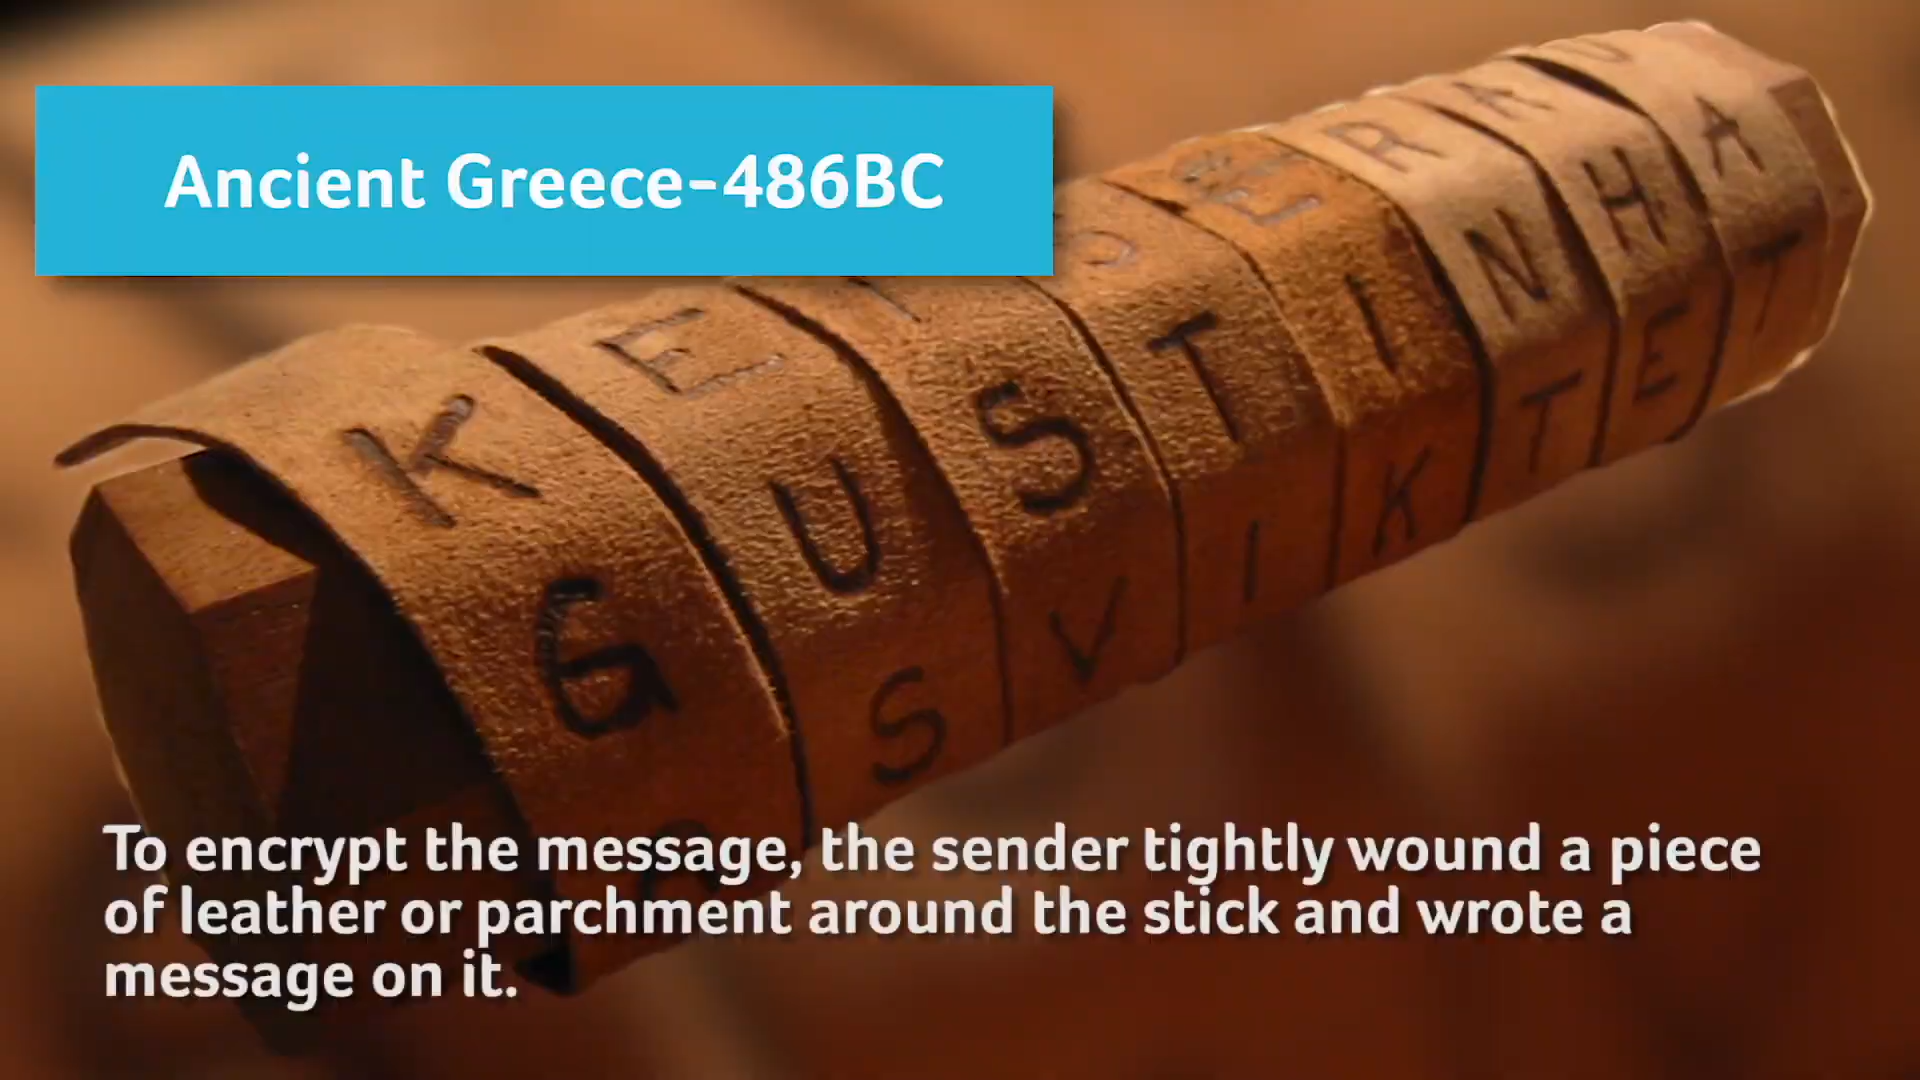 Ancient Greece-486BC
E R A U
K E S T I N H A
G U S T I K T E T
S V I K T E T
To encrypt the message, the sender tightly wound a piece
of leather or parchment around the stick and wrote a
message on it.